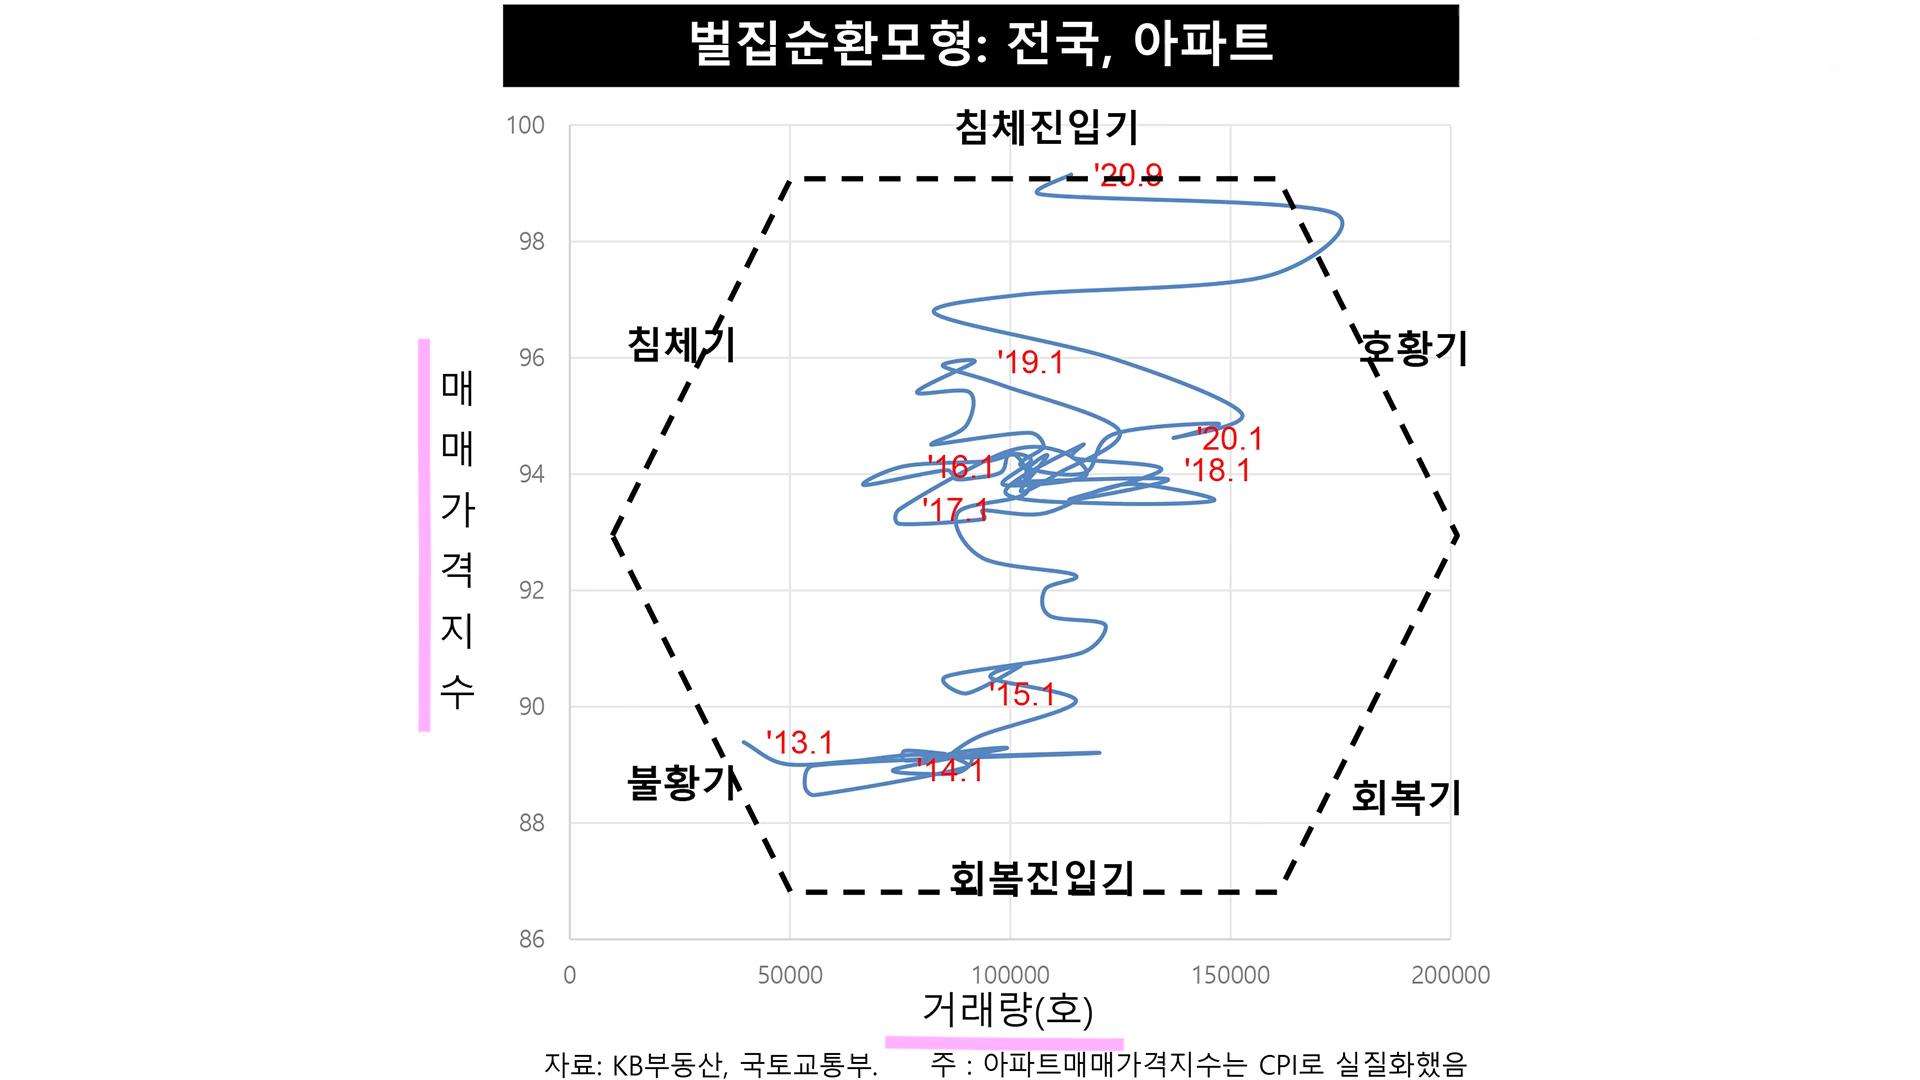 벌집순환모형: 전국, 아파트
침체진입기
100
'20.9
98
침체기
96
'19.1
호황기
매매가격지수
'20.1
94
'16.1
'18.1
'17.1
92
90
'15.1
'13.1
'14.1
불황기
회복기
88
회복진입기
86
0 50000 100000 150000 200000
거래량(호)
자료: KB부동산, 국토교통부. 주 : 아파트매매가격지수는 CPI로 실질화했음